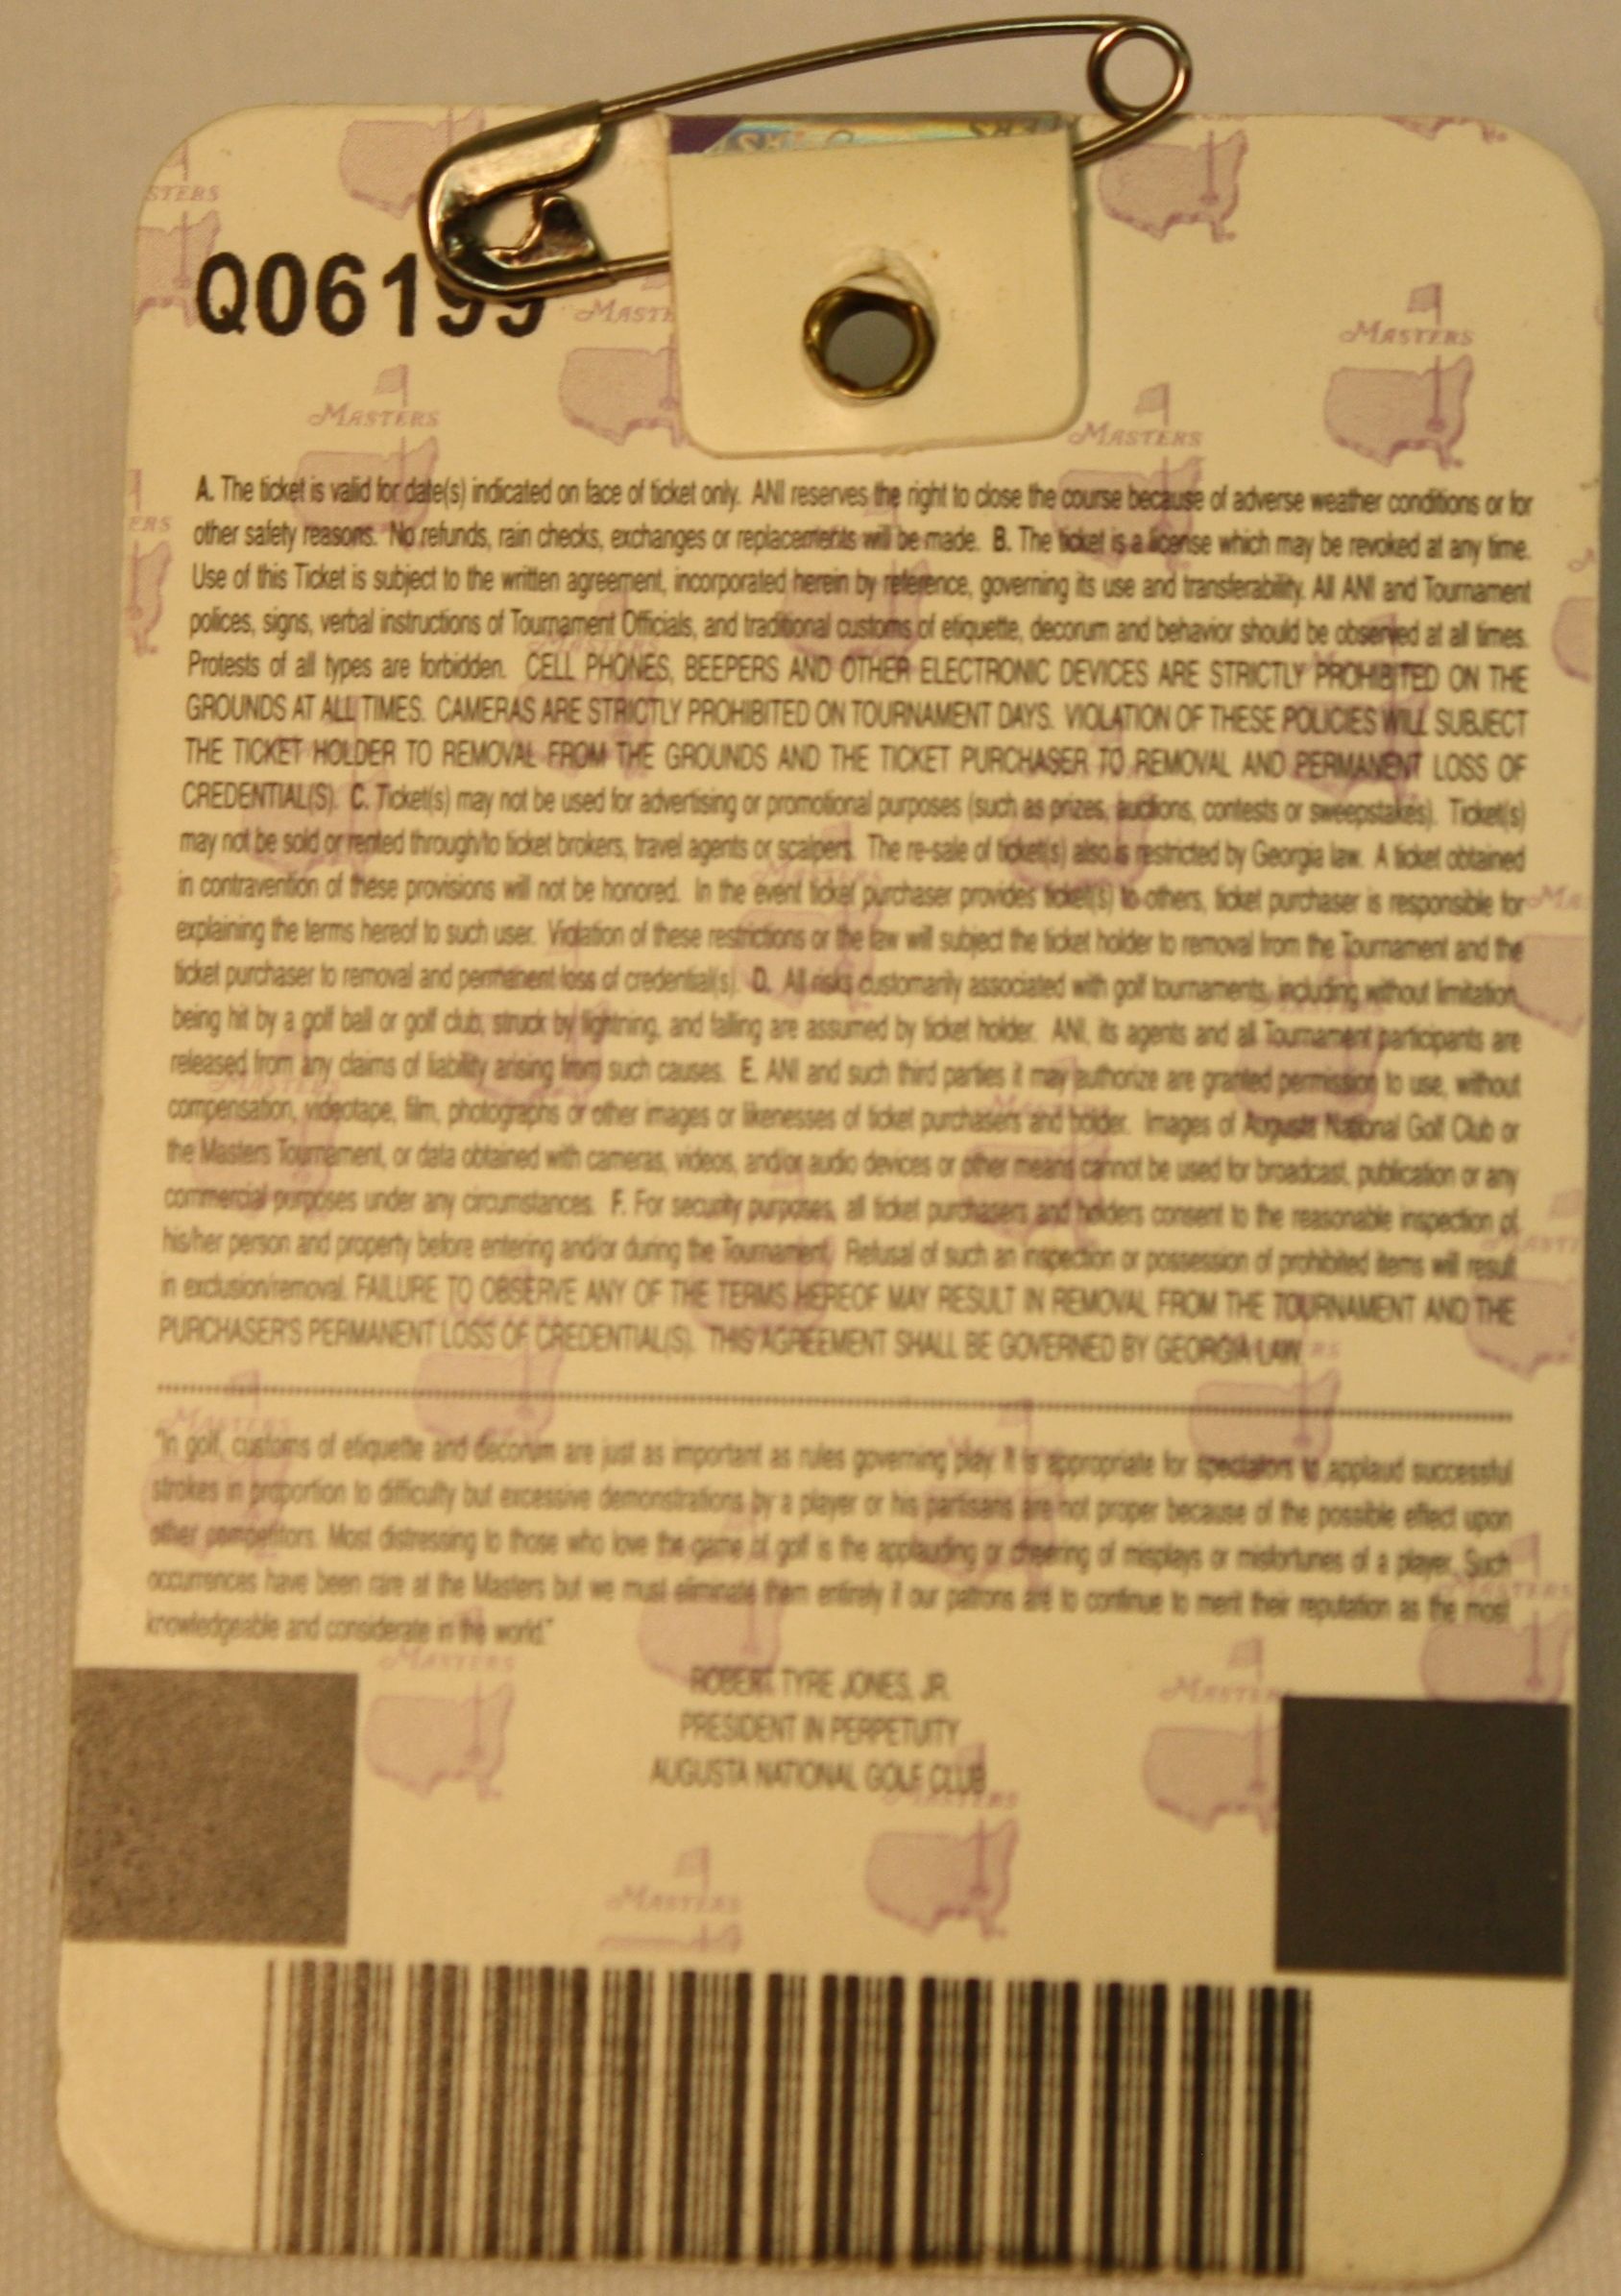 Q06199
A. The ticket is valid for date(s) indicated on face of ticket only. ANI reserves the right to close the course because of adverse weather conditions or for
other safety reasons. No refunds, rain checks, exchanges or replacements will be made. B. The ticket is a license which may be revoked at any time.
Use of this Ticket is subject to the written agreement, incorporated herein by reference, governing its use and transferability. All ANI and Tournament
polices, signs, verbal instructions of Tournament Officials, and traditional customs of etiquette, decorum and behavior should be observed at all times.
Protests of all types are forbidden. CELL PHONES, BEEPERS AND OTHER ELECTRONIC DEVICES ARE STRICTLY PROHIBITED ON THE
GROUNDS AT ALL TIMES. CAMERAS ARE STRICTLY PROHIBITED ON TOURNAMENT DAYS. VIOLATION OF THESE POLICIES WILL SUBJECT
THE TICKET HOLDER TO REMOVAL FROM THE GROUNDS AND THE TICKET PURCHASER TO REMOVAL AND PERMANENT LOSS OF
CREDENTIAL(S). C. Ticket(s) may not be used for advertising or promotional purposes (such as prizes, auctions, contests or sweepstakes). Ticket(s)
may not be sold or rented through/to ticket brokers, travel agents or scalpers. The re-sale of ticket(s) also is restricted by Georgia law. A ticket obtained
in contravention of these provisions will not be honored. In the event ticket purchaser provides ticket(s) to others, ticket purchaser is responsible for
explaining the terms hereof to such user. Violation of these restrictions or the law will subject the ticket holder to removal from the Tournament and the
ticket purchaser to removal and permanent loss of credential(s). D. All risks customarily associated with golf tournaments, including without limitation
being hit by a golf ball or golf club, struck by lightning, and falling are assumed by ticket holder. ANI, its agents and all Tournament participants are
released from any claims of liability arising from such causes. E. ANI and such third parties it may authorize are granted permission to use, without
compensation, videotape, film, photographs or other images or likenesses of ticket purchasers and holder. Images of Augusta National Golf Club or
the Masters Tournament, or data obtained with cameras, videos, and/or audio devices or other means cannot be used for broadcast, publication or any
commercial purposes under any circumstances. F. For security purposes, all ticket purchasers and holders consent to the reasonable inspection of
his/her person and property before entering and/or during the Tournament. Refusal of such an inspection or possession of prohibited items will result
in exclusion/removal. FAILURE TO OBSERVE ANY OF THE TERMS HEREOF MAY RESULT IN REMOVAL FROM THE TOURNAMENT AND THE
PURCHASER'S PERMANENT LOSS OF CREDENTIAL(S). THIS AGREEMENT SHALL BE GOVERNED BY GEORGIA LAW.
"In golf, customs of etiquette and decorum are just as important as rules governing play. It is appropriate for spectators to applaud successful
strokes in proportion to difficulty but excessive demonstrations by a player or his partisans are not proper because of the possible effect upon
other competitors. Most distressing to those who love the game of golf is the applauding or cheering of misplays or misfortunes of a player. Such
occurrences have been rare at the Masters but we must eliminate them entirely if our patrons are to continue to merit their reputation as the most
knowledgeable and considerate in the world."
ROBERT TYRE JONES, JR.
PRESIDENT IN PERPETUITY
AUGUSTA NATIONAL GOLF CLUB
MASTERS
MASTERS
MASTERS
MASTERS
MASTERS
MASTERS